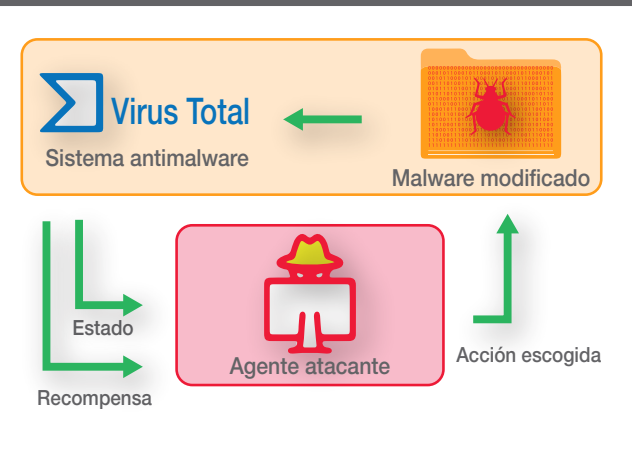 Virus Total
Sistema antimalware
Malware modificado
Estado
Agente atacante
Acción escogida
Recompensa